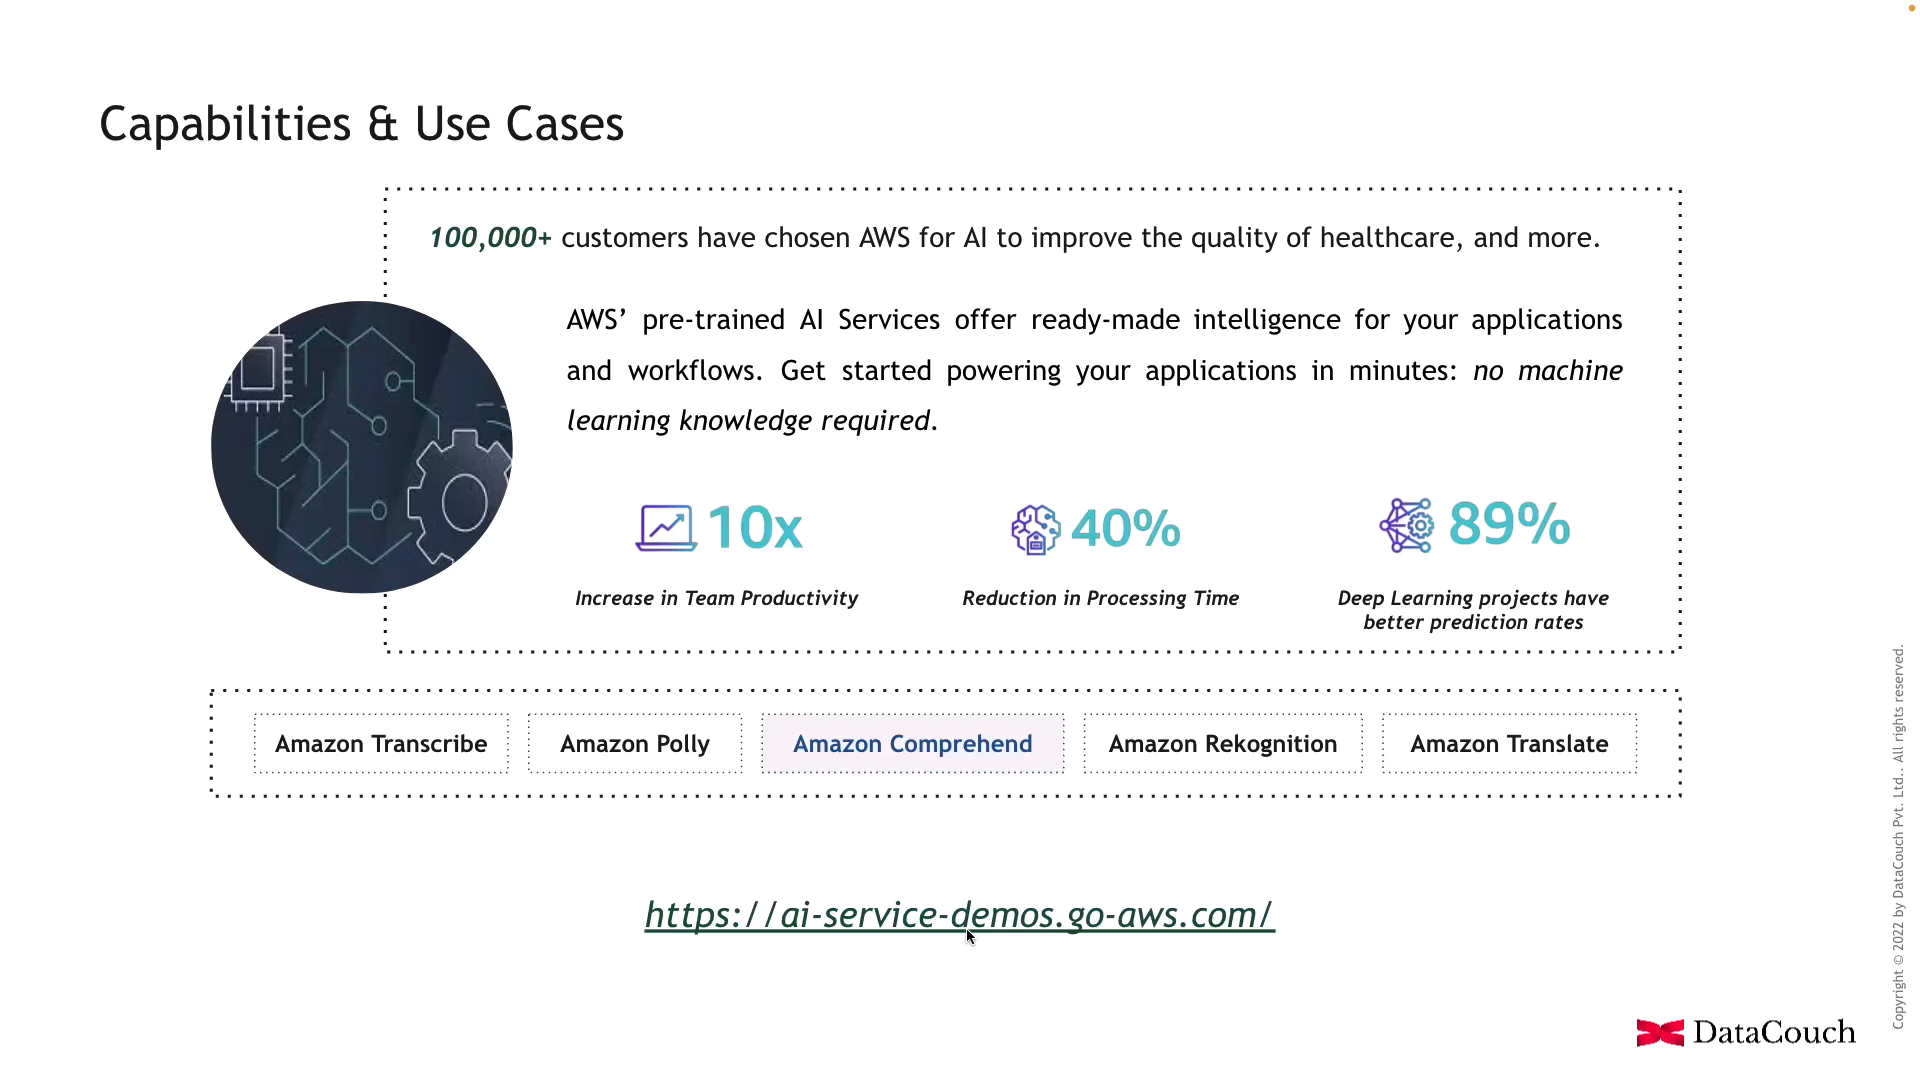 Capabilities & Use Cases
100,000+ customers have chosen AWS for AI to improve the quality of healthcare, and more.
AWS’ pre-trained AI Services offer ready-made intelligence for your applications
and workflows. Get started powering your applications in minutes: no machine
learning knowledge required.
10x
Increase in Team Productivity
40%
Reduction in Processing Time
89%
Deep Learning projects have
better prediction rates
Amazon Transcribe
Amazon Polly
Amazon Comprehend
Amazon Rekognition
Amazon Translate
https://ai-service-demos.go-aws.com/
DataCouch
Copyright © 2022 by DataCouch Pvt. Ltd.. All rights reserved.